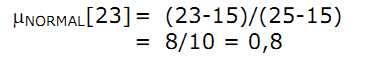 μNORMAL[23] = (23-15)/(25-15)
= 8/10 = 0,8